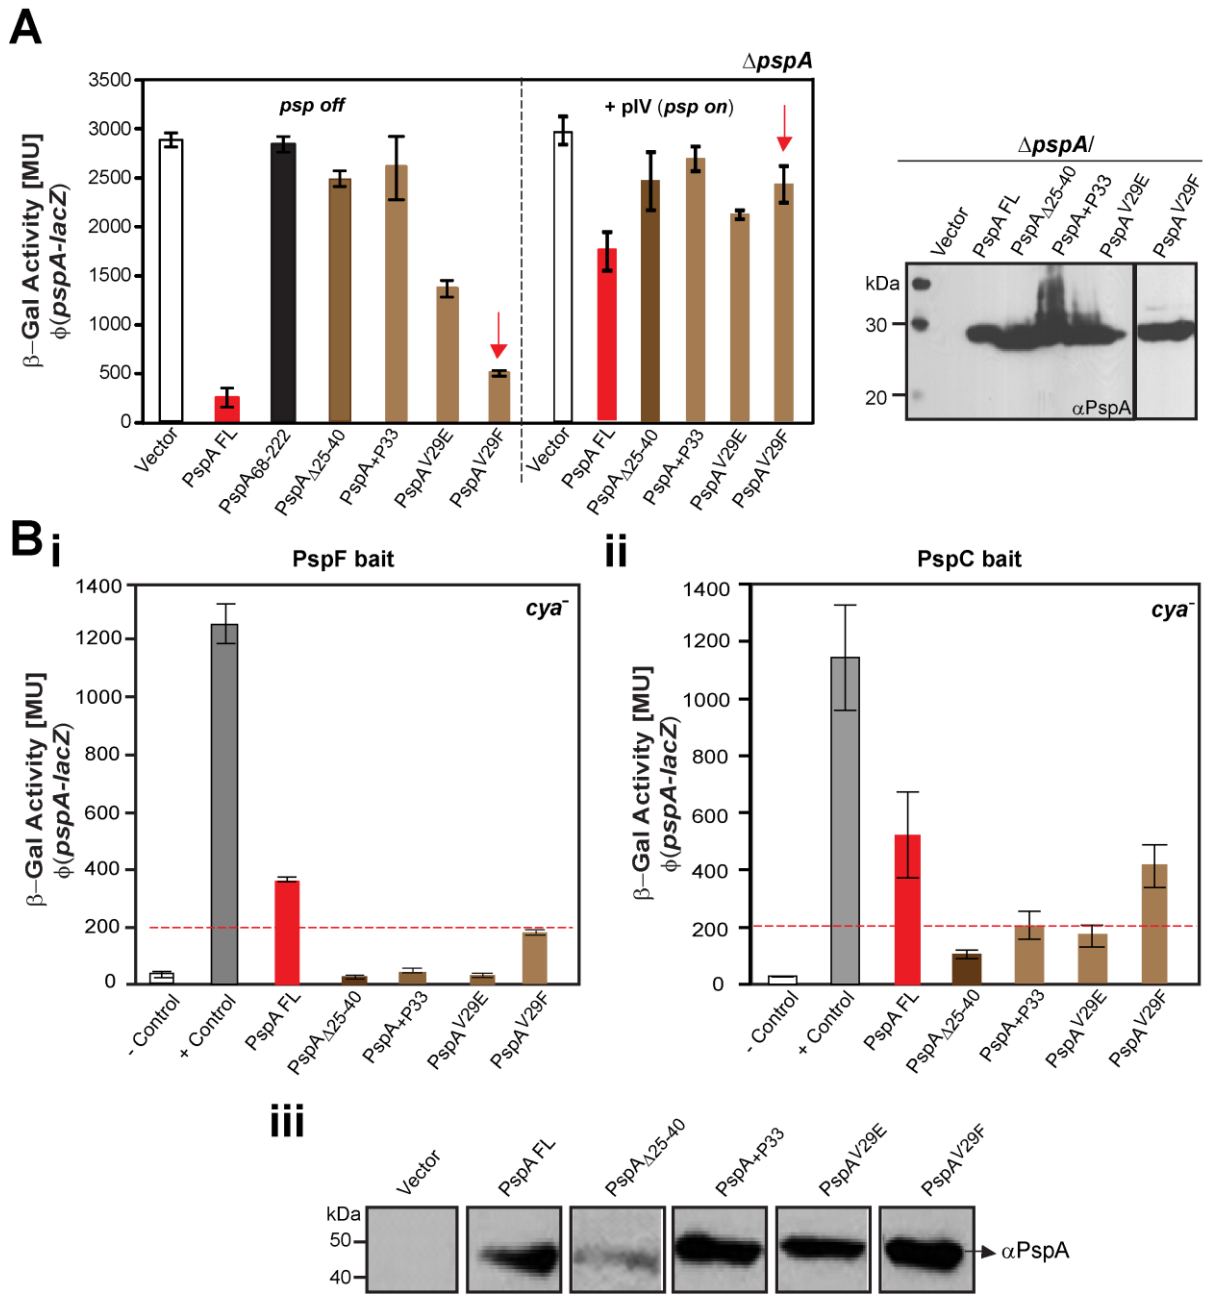 A
ΔpspA
psp off
+ pIV (psp on)
β–Gal Activity [MU]
ϕ(pspA-lacZ)
3500
3000
2500
2000
1500
1000
500
0
Vector
PspA FL
PspA68-222
PspAΔ25-40
PspA+P33
PspAV29E
PspAV29F
Vector
PspA FL
PspAΔ25-40
PspA+P33
PspAV29E
PspAV29F
ΔpspA/
Vector
PspA FL
PspAΔ25-40
PspA+P33
PspAV29E
PspAV29F
kDa
30
20
αPspA
B
i
PspF bait
cya-
β–Gal Activity [MU]
ϕ(pspA-lacZ)
1400
1200
1000
800
600
400
200
0
- Control
+ Control
PspA FL
PspAΔ25-40
PspA+P33
PspAV29E
PspAV29F
ii
PspC bait
cya-
β–Gal Activity [MU]
ϕ(pspA-lacZ)
1400
1200
1000
800
600
400
200
0
- Control
+ Control
PspA FL
PspAΔ25-40
PspA+P33
PspAV29E
PspAV29F
iii
Vector
PspA FL
PspAΔ25-40
PspA+P33
PspAV29E
PspAV29F
kDa
50
40
αPspA